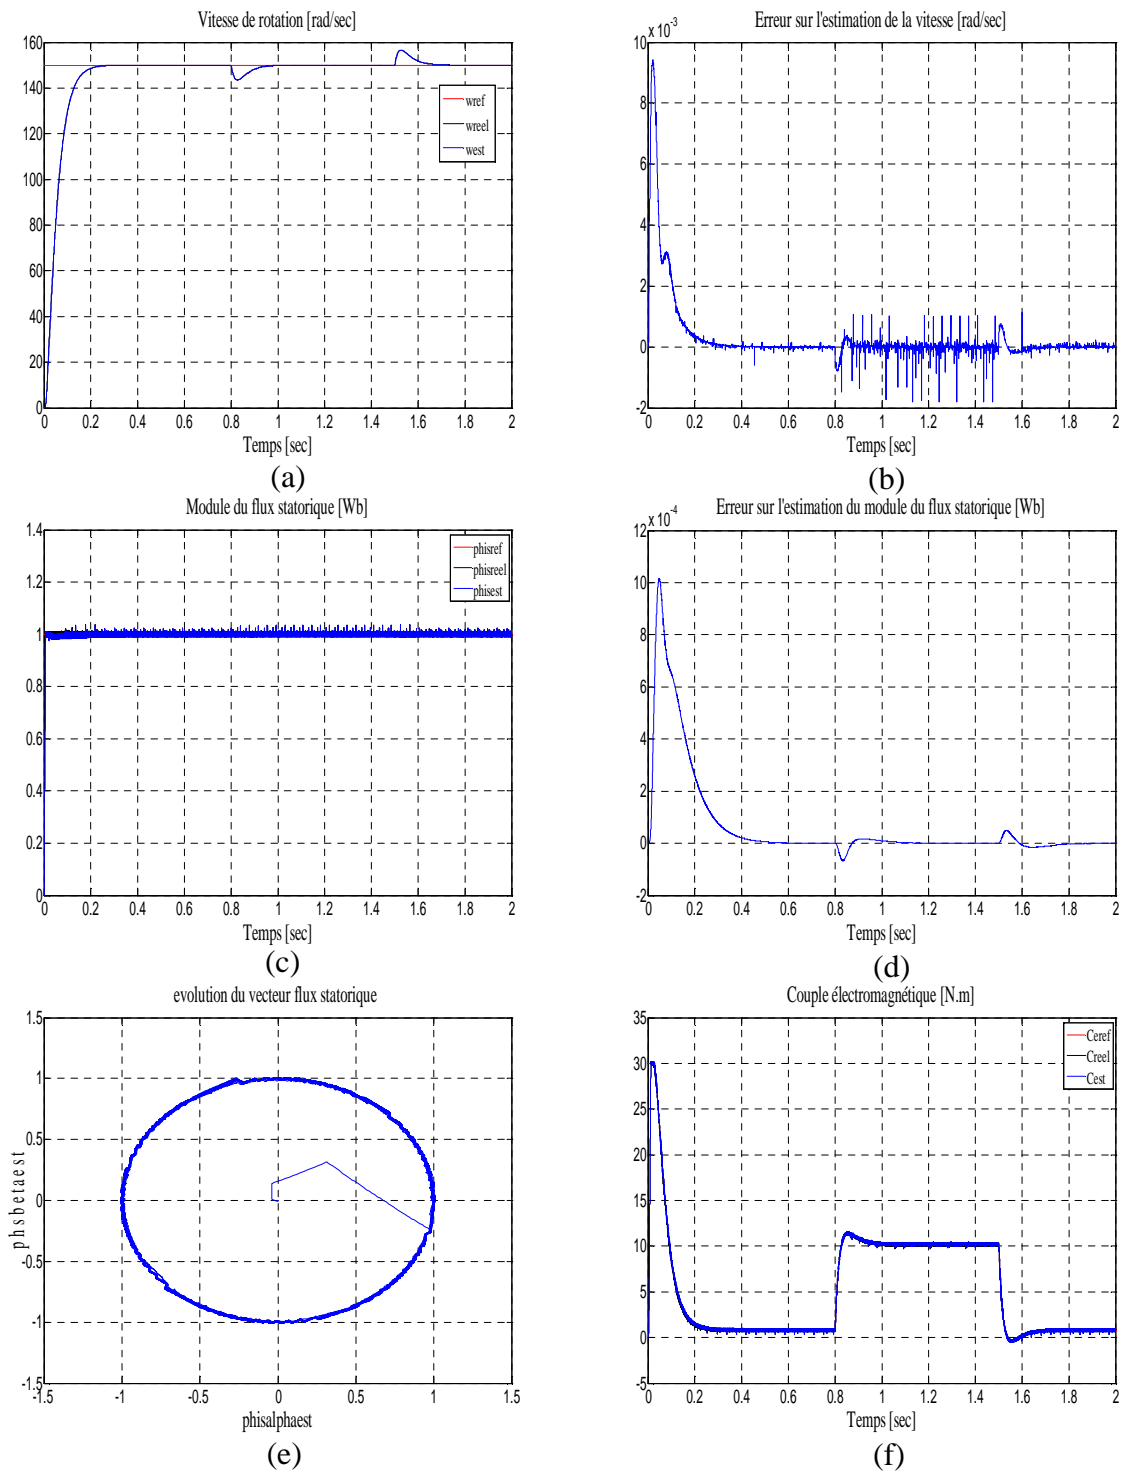 Vitesse de rotation [rad/sec]
160
140
120
100
80
60
40
20
0
wref
wreel
west
0 0.2 0.4 0.6 0.8 1 1.2 1.4 1.6 1.8 2
Temps [sec]
(a)
Erreur sur l'estimation de la vitesse [rad/sec]
x 10-3
10
8
6
4
2
0
-2
0 0.2 0.4 0.6 0.8 1 1.2 1.4 1.6 1.8 2
Temps [sec]
(b)
Module du flux statorique [Wb]
1.4
1.2
1
0.8
0.6
0.4
0.2
0
phisref
phisreel
phisest
0 0.2 0.4 0.6 0.8 1 1.2 1.4 1.6 1.8 2
Temps [sec]
(c)
Erreur sur l'estimation du module du flux statorique [Wb]
x 10-4
12
10
8
6
4
2
0
-2
0 0.2 0.4 0.6 0.8 1 1.2 1.4 1.6 1.8 2
Temps [sec]
(d)
evolution du vecteur flux statorique
1.5
1
0.5
0
-0.5
-1
-1.5
phsbetaest
-1.5 -1 -0.5 0 0.5 1 1.5
phisalphaest
(e)
Couple électromagnétique [N.m]
35
30
25
20
15
10
5
0
-5
Ceref
Creel
Cest
0 0.2 0.4 0.6 0.8 1 1.2 1.4 1.6 1.8 2
Temps [sec]
(f)